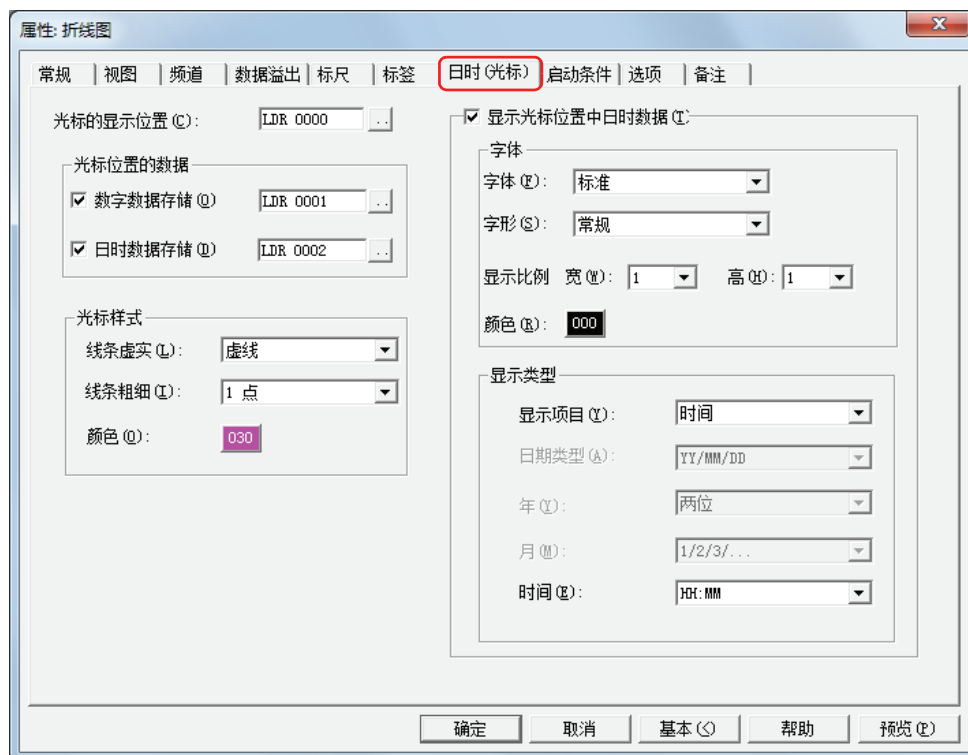 属性: 折线图
常规 视图 频道 数据溢出 标尺 标签 日时(光标) 启动条件 选项 备注
光标的显示位置(C): LDR 0000 ..
光标位置的数据
数字数据存储(O) LDR 0001 ..
日时数据存储(D) LDR 0002 ..
光标样式
线条虚实(L): 虚线
线条粗细(I): 1 点
颜色(O): 030
显示光标位置中日时数据(T):
字体
字体(F): 标准
字形(S): 常规
显示比例 宽(W): 1 高(H): 1
颜色(R): 000
显示类型
显示项目(Y): 时间
日期类型(A): YY/MM/DD
年(Y): 两位
月(M): 1/2/3/...
时间(E): HH:MM
确定 取消 基本(<) 帮助 预览(P)